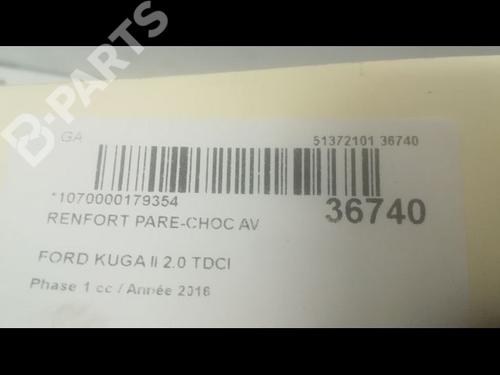 B-PARTS
GA
51372101 36740
*1070000179354
36740
RENFORT PARE-CHOC AV
FORD KUGA II 2.0 TDCI
Phase 1 cc / Année 2016